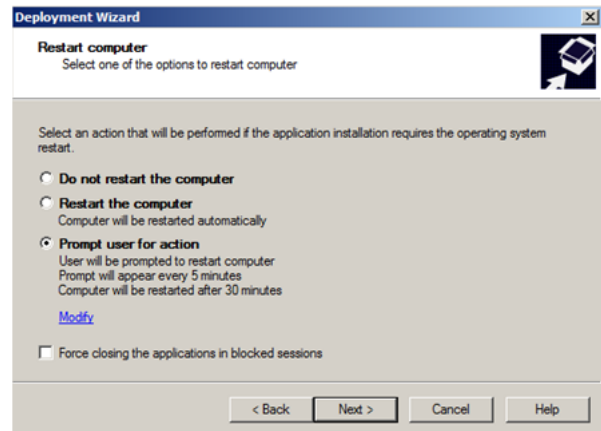 Deployment Wizard
Restart computer
Select one of the options to restart computer
Select an action that will be performed if the application installation requires the operating system
restart.
Do not restart the computer
Restart the computer
Computer will be restarted automatically
Prompt user for action
User will be prompted to restart computer
Prompt will appear every 5 minutes
Computer will be restarted after 30 minutes
Modify
Force closing the applications in blocked sessions
< Back Next > Cancel Help